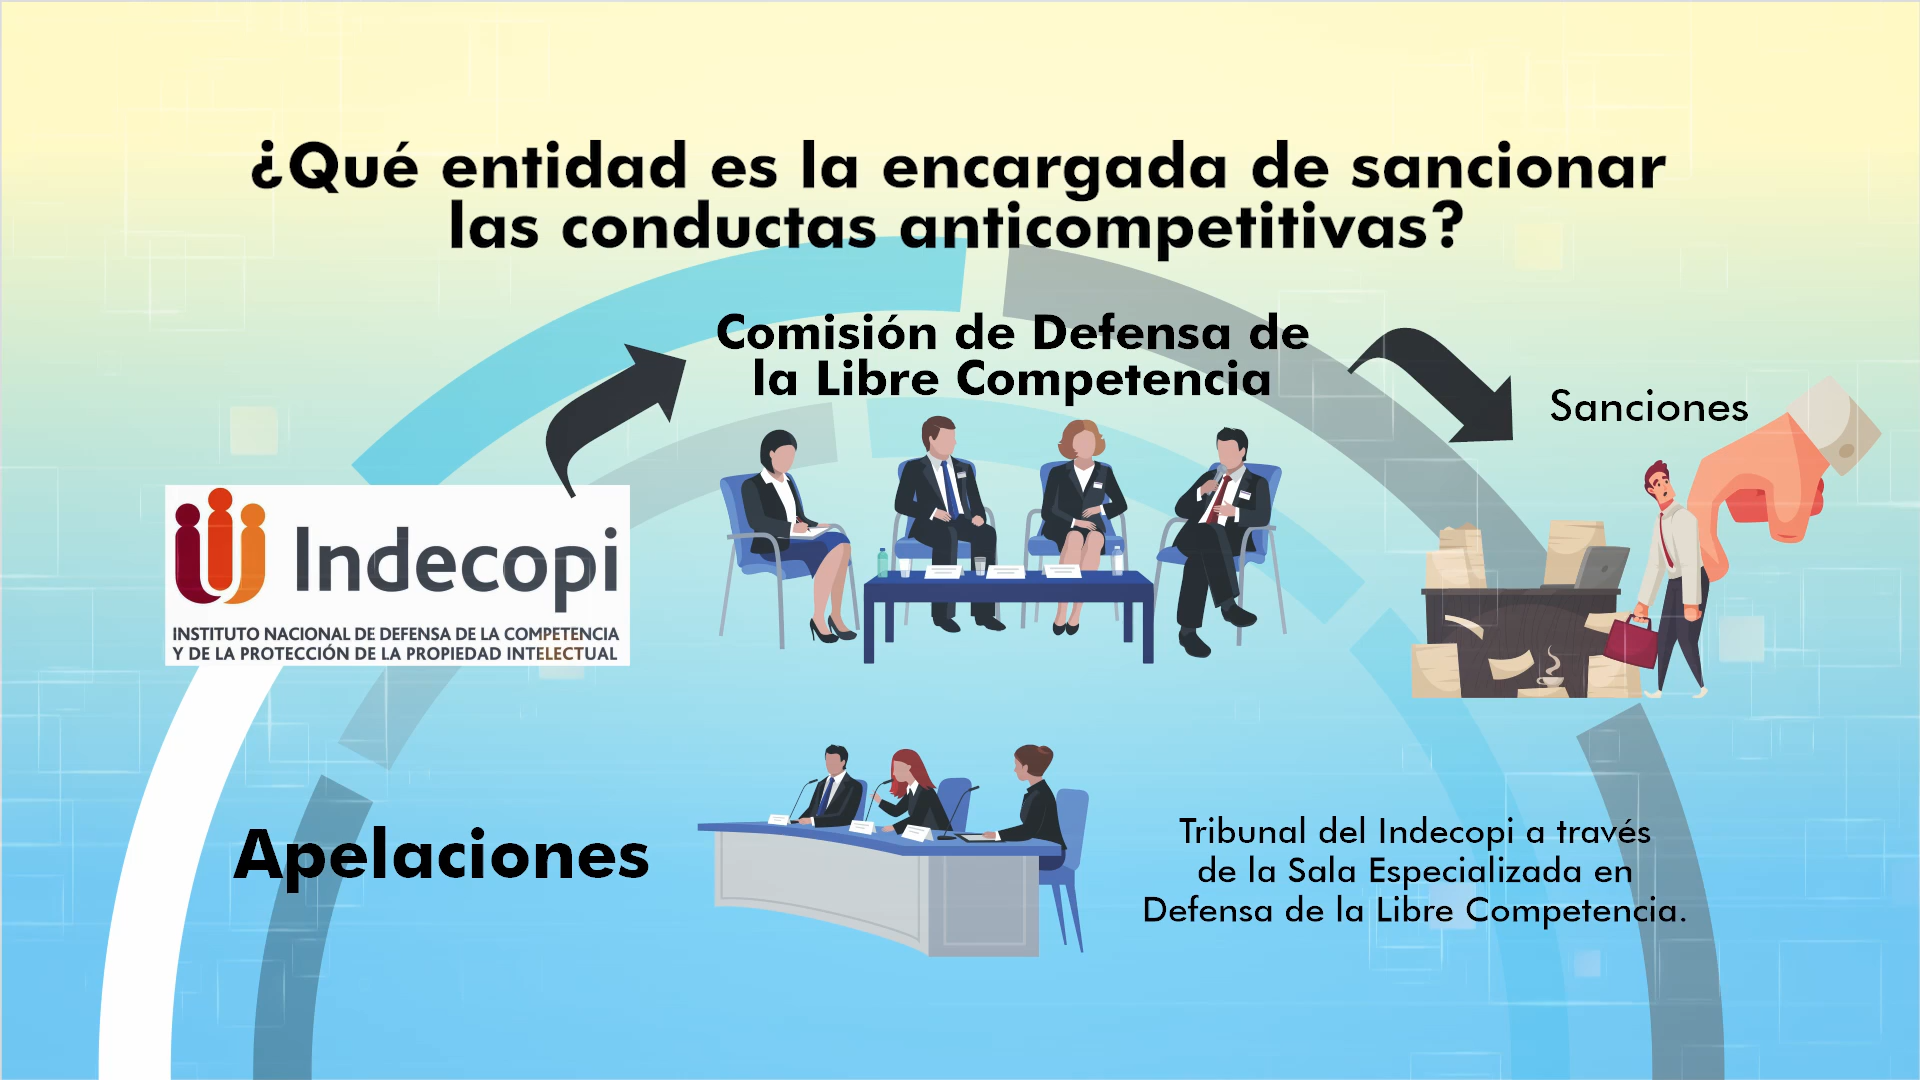 ¿Qué entidad es la encargada de sancionar
las conductas anticompetitivas?
Comisión de Defensa de
la Libre Competencia
Sanciones
Indecopi
INSTITUTO NACIONAL DE DEFENSA DE LA COMPETENCIA
Y DE LA PROTECCIÓN DE LA PROPIEDAD INTELECTUAL
Apelaciones
Tribunal del Indecopi a través
de la Sala Especializada en
Defensa de la Libre Competencia.